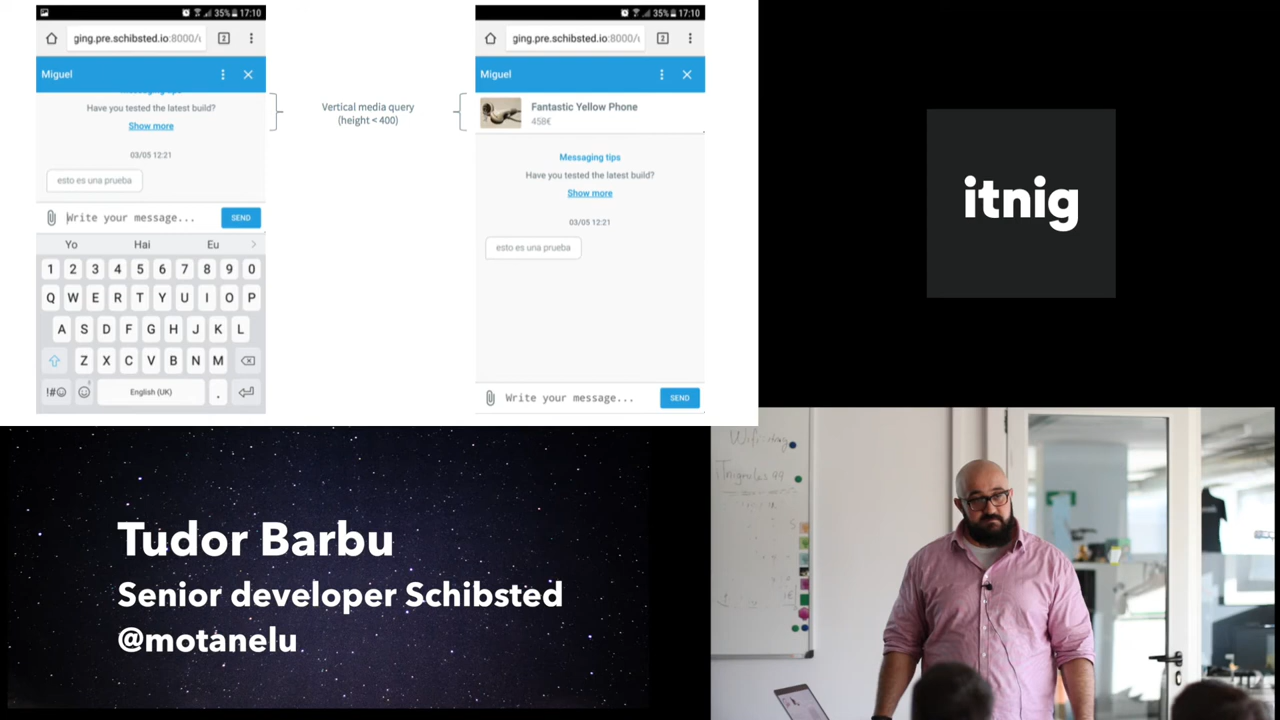 35% 17:10
ging.pre.schibsted.io:8000/
2
Miguel
Have you tested the latest build?
Show more
03/05 12:21
esto es una prueba
Write your message...
SEND
Yo Hai Eu
1 2 3 4 5 6 7 8 9 0
Q W E R T Y U I O P
A S D F G H J K L
Z X C V B N M
!#☺ English (UK) .
Vertical media query
(height < 400)
35% 17:10
ging.pre.schibsted.io:8000/
2
Miguel
Fantastic Yellow Phone
458€
Messaging tips
Have you tested the latest build?
Show more
03/05 12:21
esto es una prueba
Write your message...
SEND
itnig
Tudor Barbu
Senior developer Schibsted
@motanelu